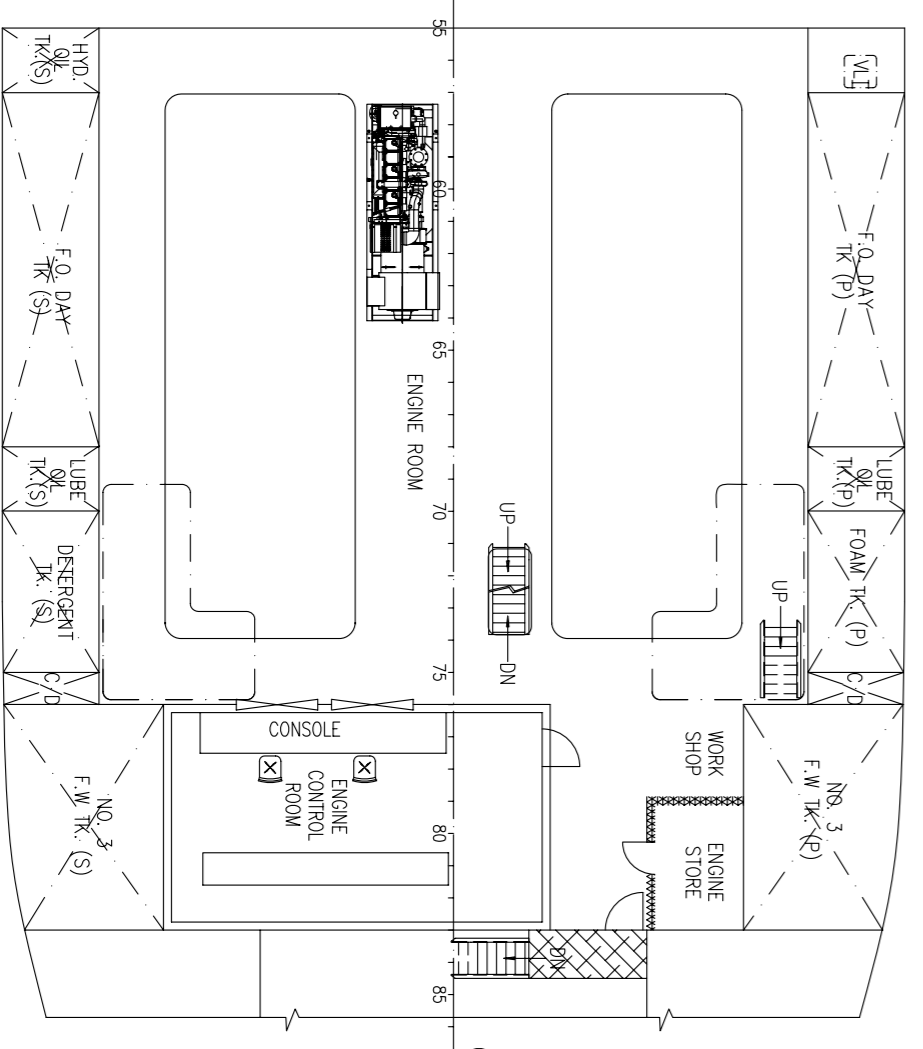 55
60
65
70
75
80
85
HYD.
OIL
TK.(S)
VLT
F.O. DAY
TK (S)
F.O. DAY
TK (P)
ENGINE ROOM
LUBE
OIL
TK.(S)
LUBE
OIL
TK.(P)
DETERGENT
TK. (S)
FOAM TK. (P)
UP
DN
UP
C/D
C/D
NO. 3
F.W TK. (S)
NO. 3
F.W TK. (P)
CONSOLE
ENGINE
CONTROL
ROOM
WORK
SHOP
ENGINE
STORE
DN